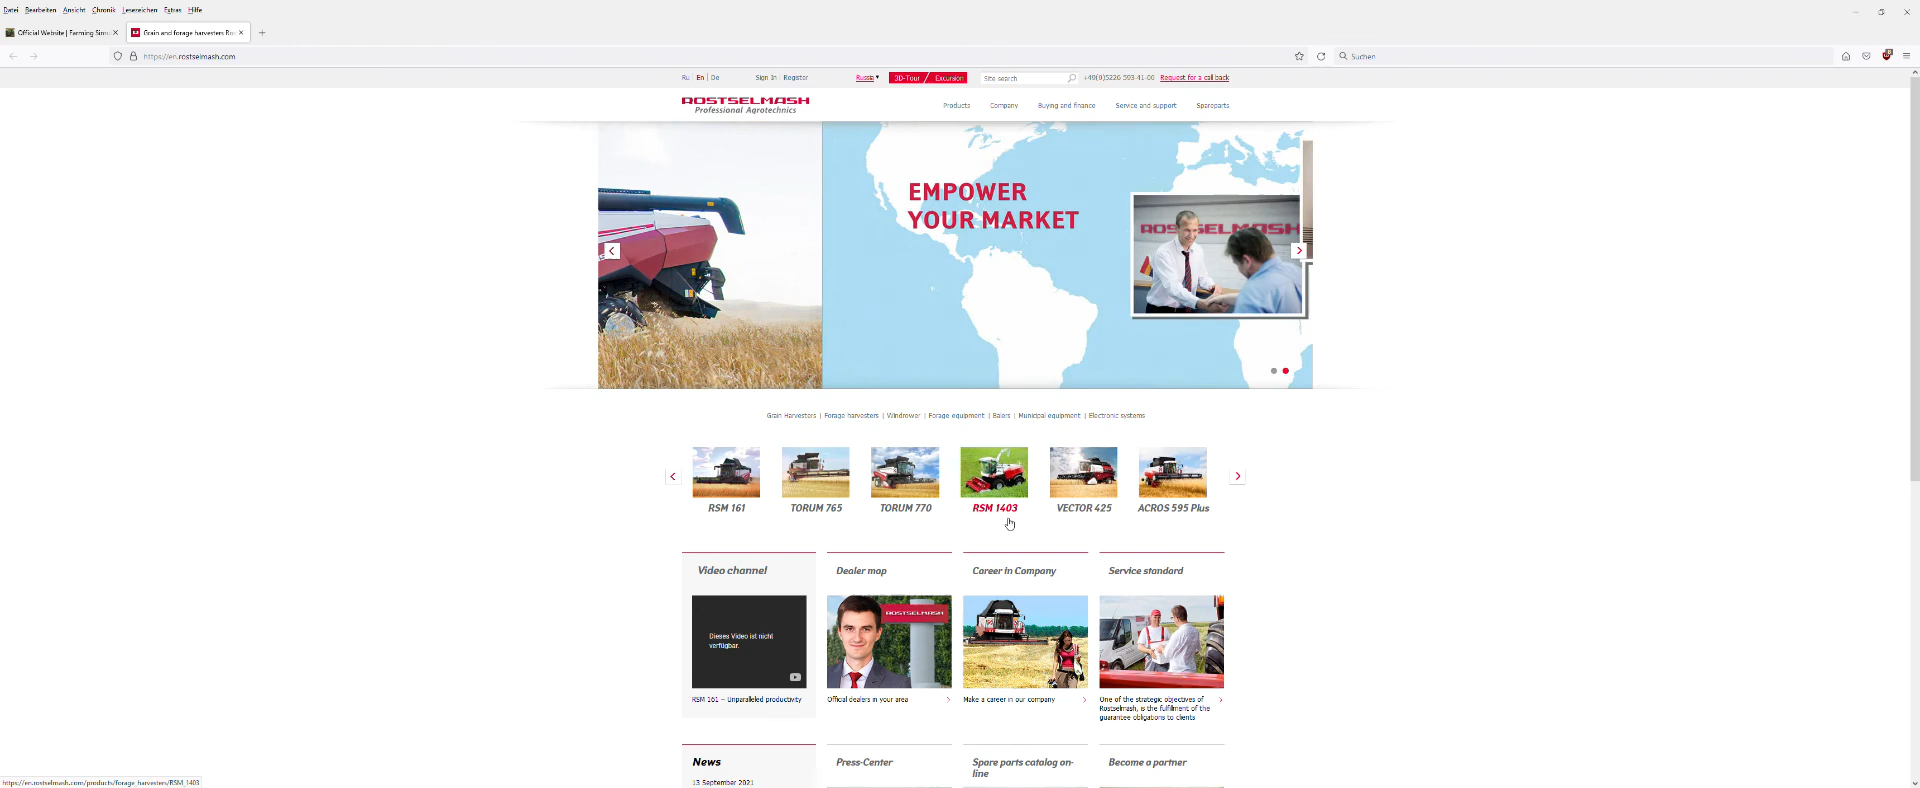 Datei Bearbeiten Ansicht Chronik Lesezeichen Extras Hilfe
Official Website | Farming Simu
Grain and forage harvesters Ros
https://en.rostselmash.com
Suchen
Ru | En | De
Sign In | Register
Russia
3D-Tour / Excursion
Site search
+49(0)5226 593-41-00
Request for a call back
ROSTSELMASH
Professional Agrotechnics
Products Company Buying and finance Service and support Spareparts
EMPOWER
YOUR MARKET
ROSTSELMASH
Grain Harvesters | Forage harvesters | Windrower | Forage equipment | Balers | Municipal equipment | Electronic systems
RSM 161 TORUM 765 TORUM 770 RSM 1403 VECTOR 425 ACROS 595 Plus
Video channel
Dieses Video ist nicht
verfügbar.
RSM 161 – Unparalleled productivity
Dealer map
ROSTSELMASH
Official dealers in your area
Career in Company
Make a career in our company
Service standard
One of the strategic objectives of
Rostselmash, is the fulfillment of the
guarantee obligations to clients
News
13 September 2021
Press-Center
Spare parts catalog on-
line
Become a partner
https://en.rostselmash.com/products/forage_harvesters/RSM_1403